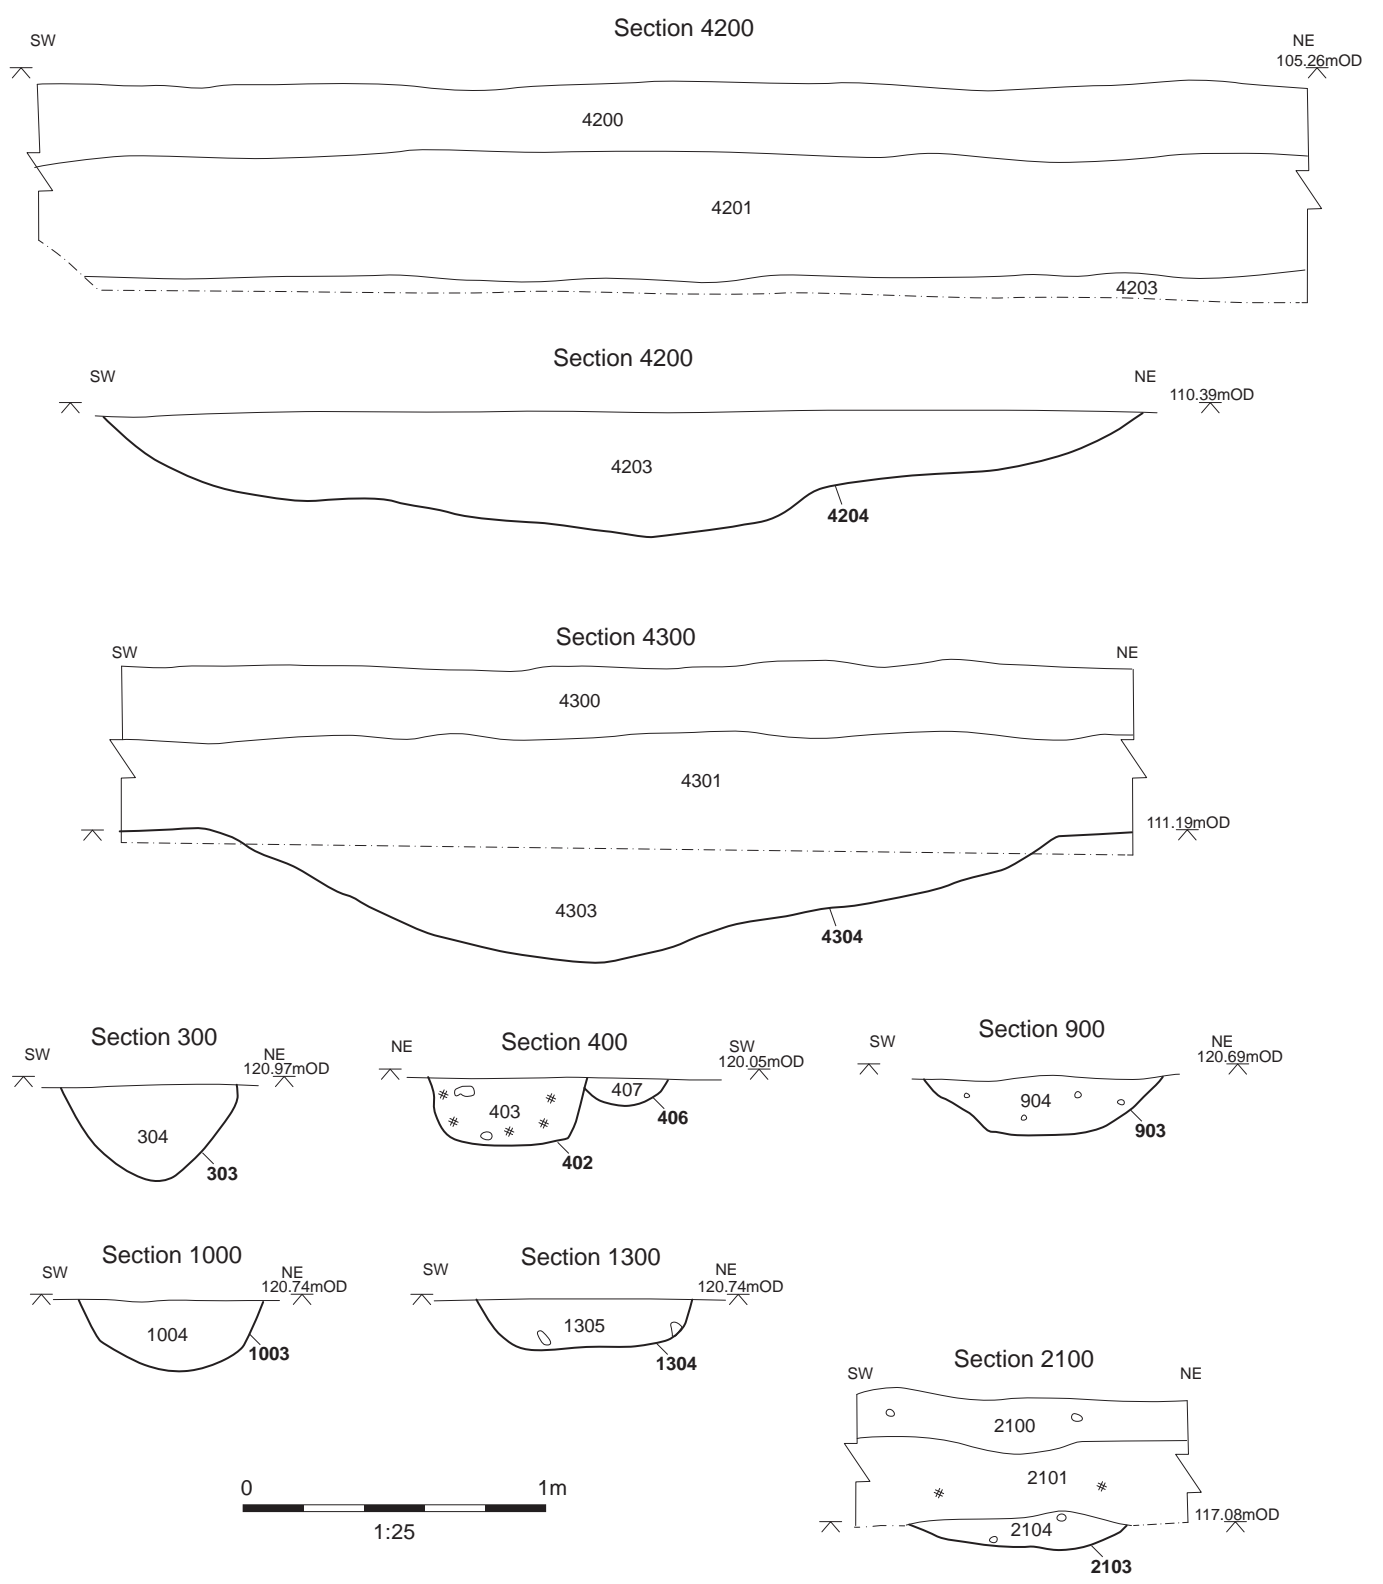 Section 4200
SW
NE
105.26mOD
4200
4201
4203
Section 4200
SW
NE
110.39mOD
4203
4204
Section 4300
SW
NE
4300
4301
111.19mOD
4303
4304
Section 300
SW
NE
120.97mOD
304
303
Section 400
NE
SW
120.05mOD
403
407
406
402
Section 900
SW
NE
120.69mOD
904
903
Section 1000
SW
NE
120.74mOD
1004
1003
Section 1300
SW
NE
120.74mOD
1305
1304
Section 2100
SW
NE
2100
2101
117.08mOD
2104
2103
0 1m
1:25